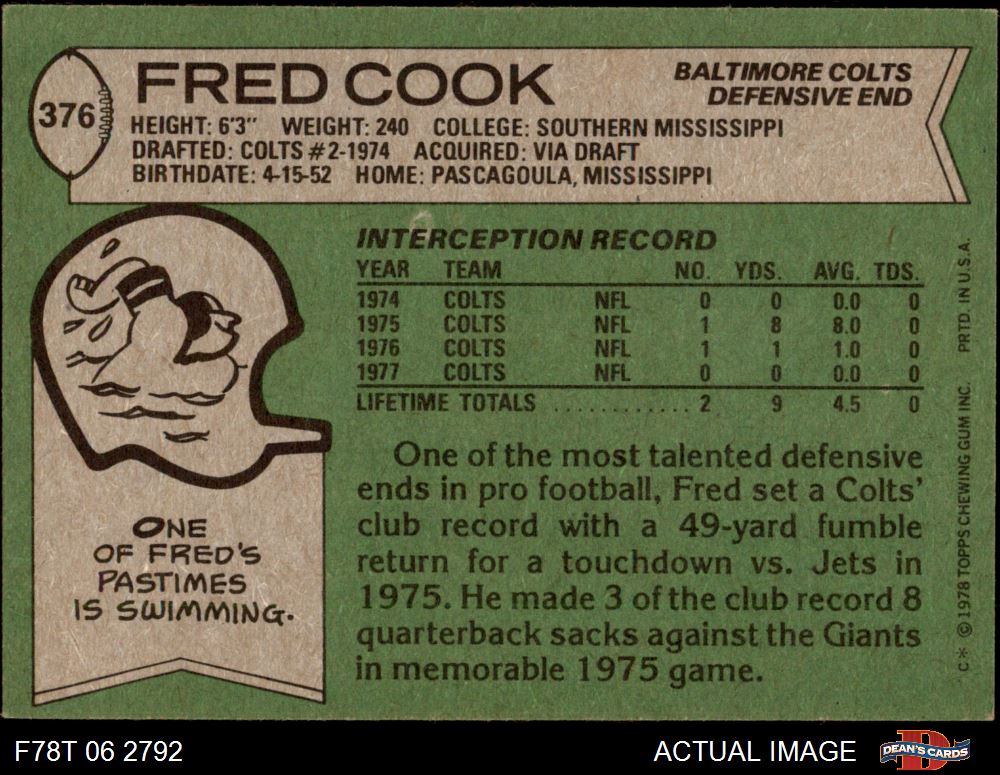 376
FRED COOK
BALTIMORE COLTS
DEFENSIVE END
HEIGHT: 6'3" WEIGHT: 240 COLLEGE: SOUTHERN MISSISSIPPI
DRAFTED: COLTS #2-1974 ACQUIRED: VIA DRAFT
BIRTHDATE: 4-15-52 HOME: PASCAGOULA, MISSISSIPPI
INTERCEPTION RECORD
YEAR TEAM NO. YDS. AVG. TDS.
1974 COLTS NFL 0 0 0.0 0
1975 COLTS NFL 1 8 8.0 0
1976 COLTS NFL 1 1 1.0 0
1977 COLTS NFL 0 0 0.0 0
LIFETIME TOTALS ............ 2 9 4.5 0
One of the most talented defensive
ends in pro football, Fred set a Colts'
club record with a 49-yard fumble
return for a touchdown vs. Jets in
1975. He made 3 of the club record 8
quarterback sacks against the Giants
in memorable 1975 game.
ONE
OF FRED'S
PASTIMES
IS SWIMMING.
C* ©1978 TOPPS CHEWING GUM INC. PRTD. IN U.S.A.
F78T 06 2792
ACTUAL IMAGE
D
DEAN'S CARDS